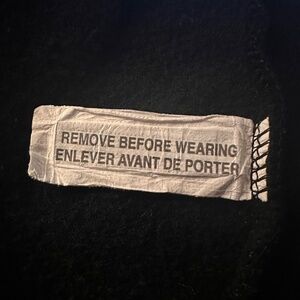 REMOVE BEFORE WEARING
ENLEVER AVANT DE PORTER